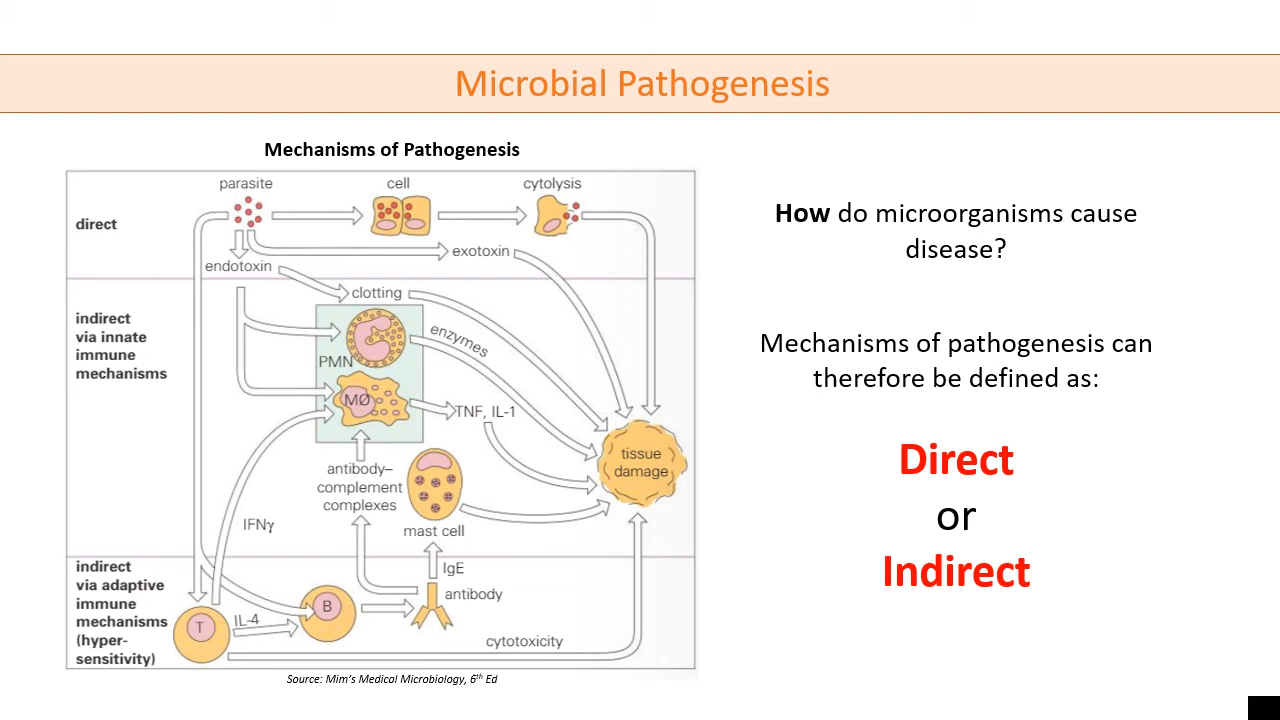 Microbial Pathogenesis
Mechanisms of Pathogenesis
parasite
cell
cytolysis
direct
exotoxin
endotoxin
clotting
indirect
via innate
immune
mechanisms
enzymes
PMN
MØ
TNF, IL-1
tissue
damage
antibody–
complement
complexes
mast cell
IFNγ
indirect
via adaptive
immune
mechanisms
(hyper-
sensitivity)
IgE
antibody
B
T
IL-4
cytotoxicity
Source: Mim's Medical Microbiology, 6th Ed
How do microorganisms cause
disease?
Mechanisms of pathogenesis can
therefore be defined as:
Direct
or
Indirect